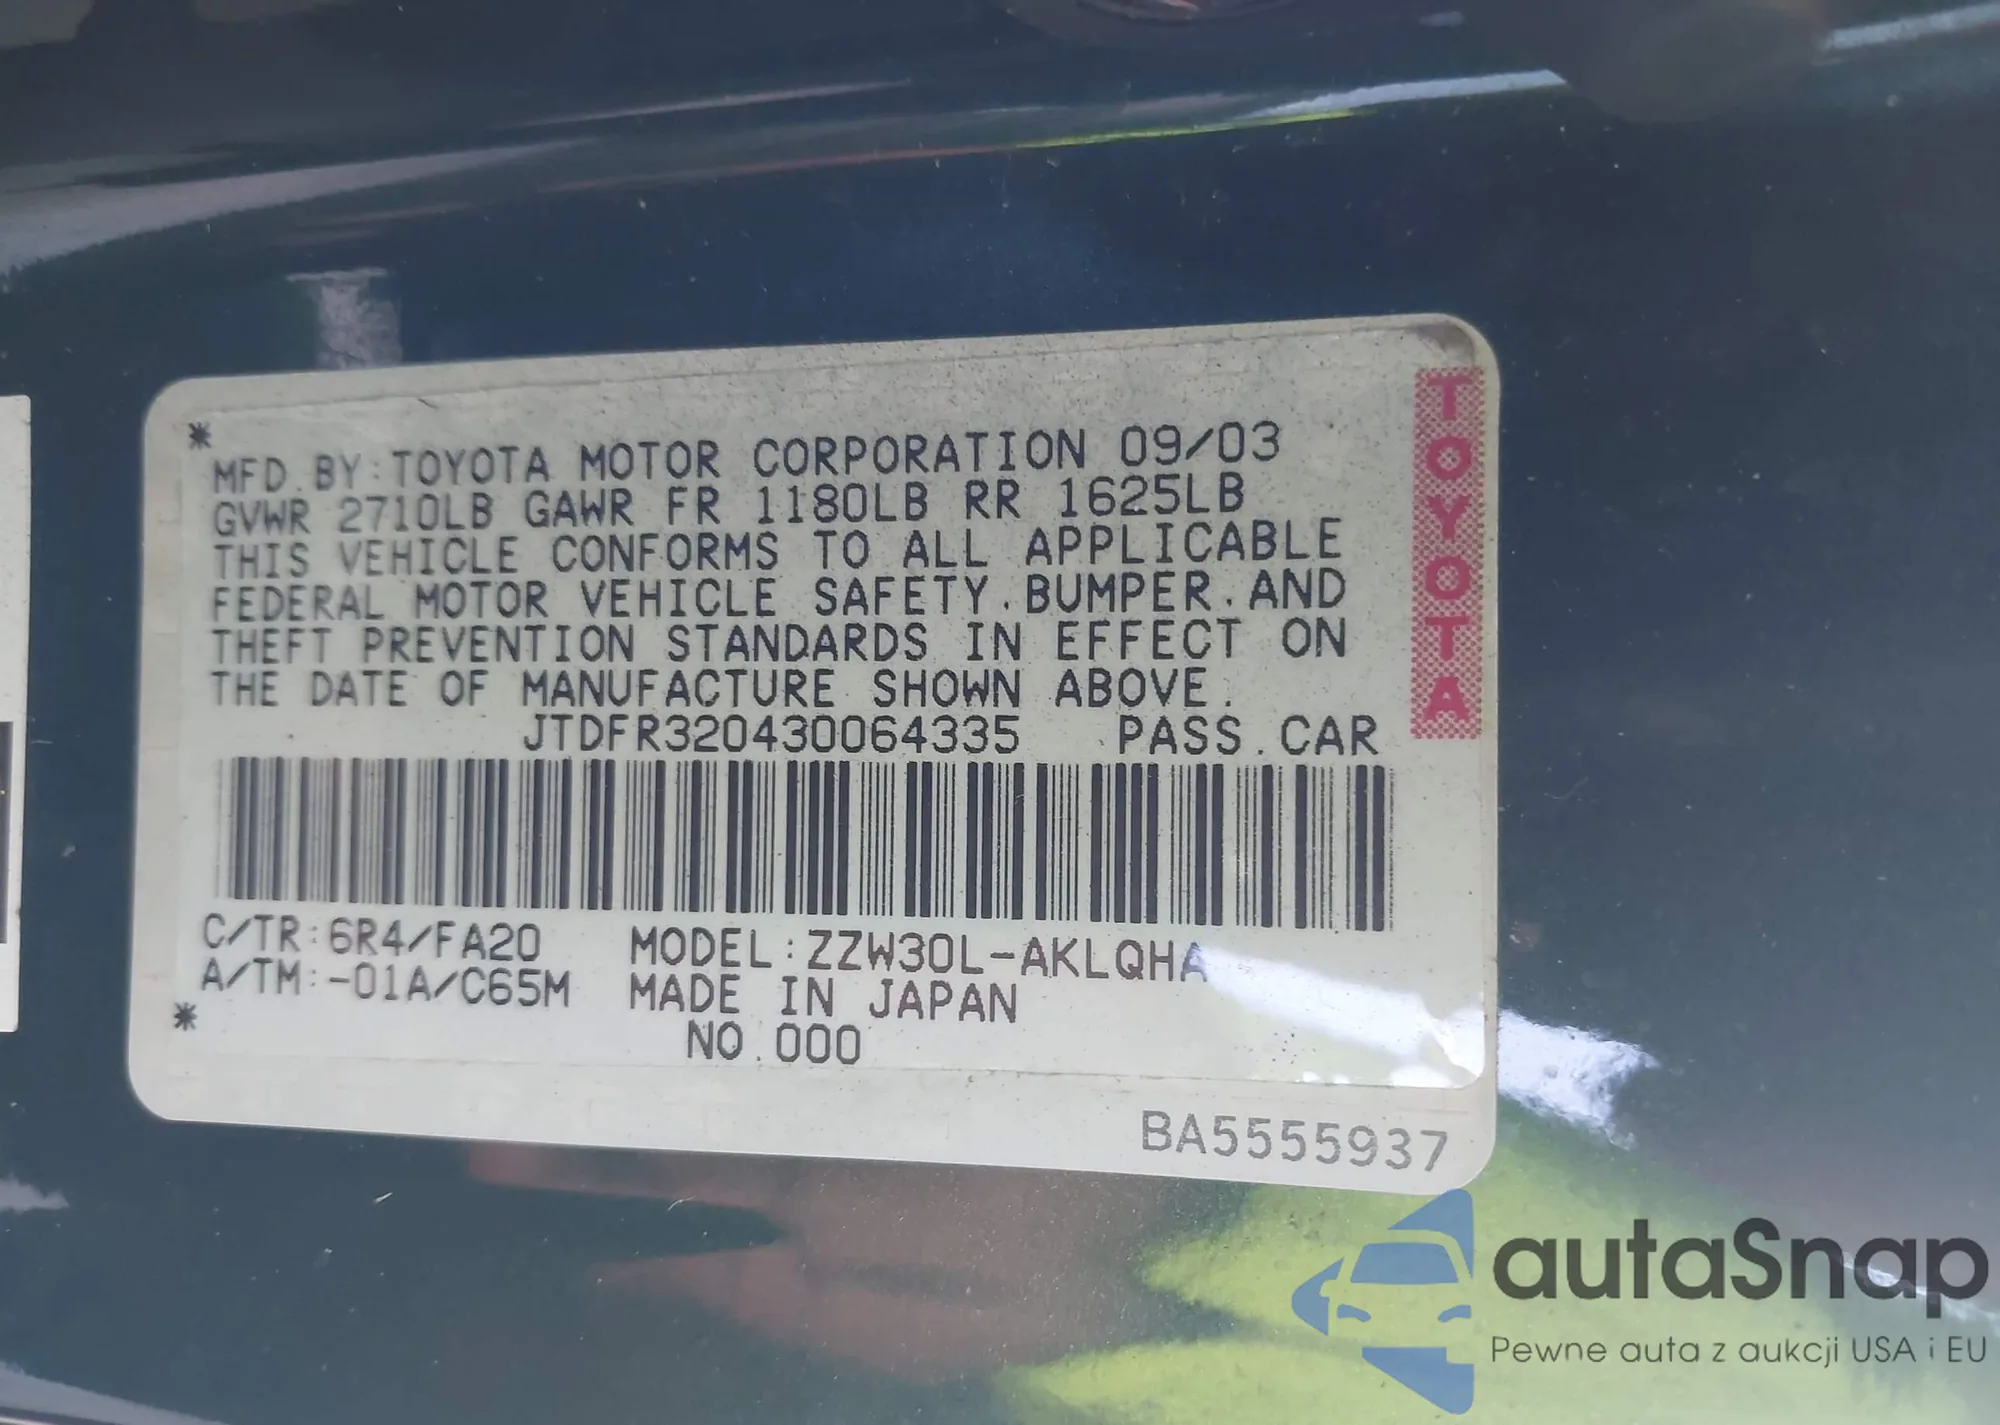 *
MFD.BY:TOYOTA MOTOR CORPORATION 09/03
GVWR 2710LB GAWR FR 1180LB RR 1625LB
THIS VEHICLE CONFORMS TO ALL APPLICABLE
FEDERAL MOTOR VEHICLE SAFETY.BUMPER.AND
THEFT PREVENTION STANDARDS IN EFFECT ON
THE DATE OF MANUFACTURE SHOWN ABOVE.
JTDFR320430064335 PASS.CAR
TOYOTA
C/TR:6R4/FA20 MODEL:ZZW30L-AKLQHA
A/TM:-01A/C65M MADE IN JAPAN
*
NO.000
BA5555937
autaSnap
Pewne auta z aukcji USA i EU